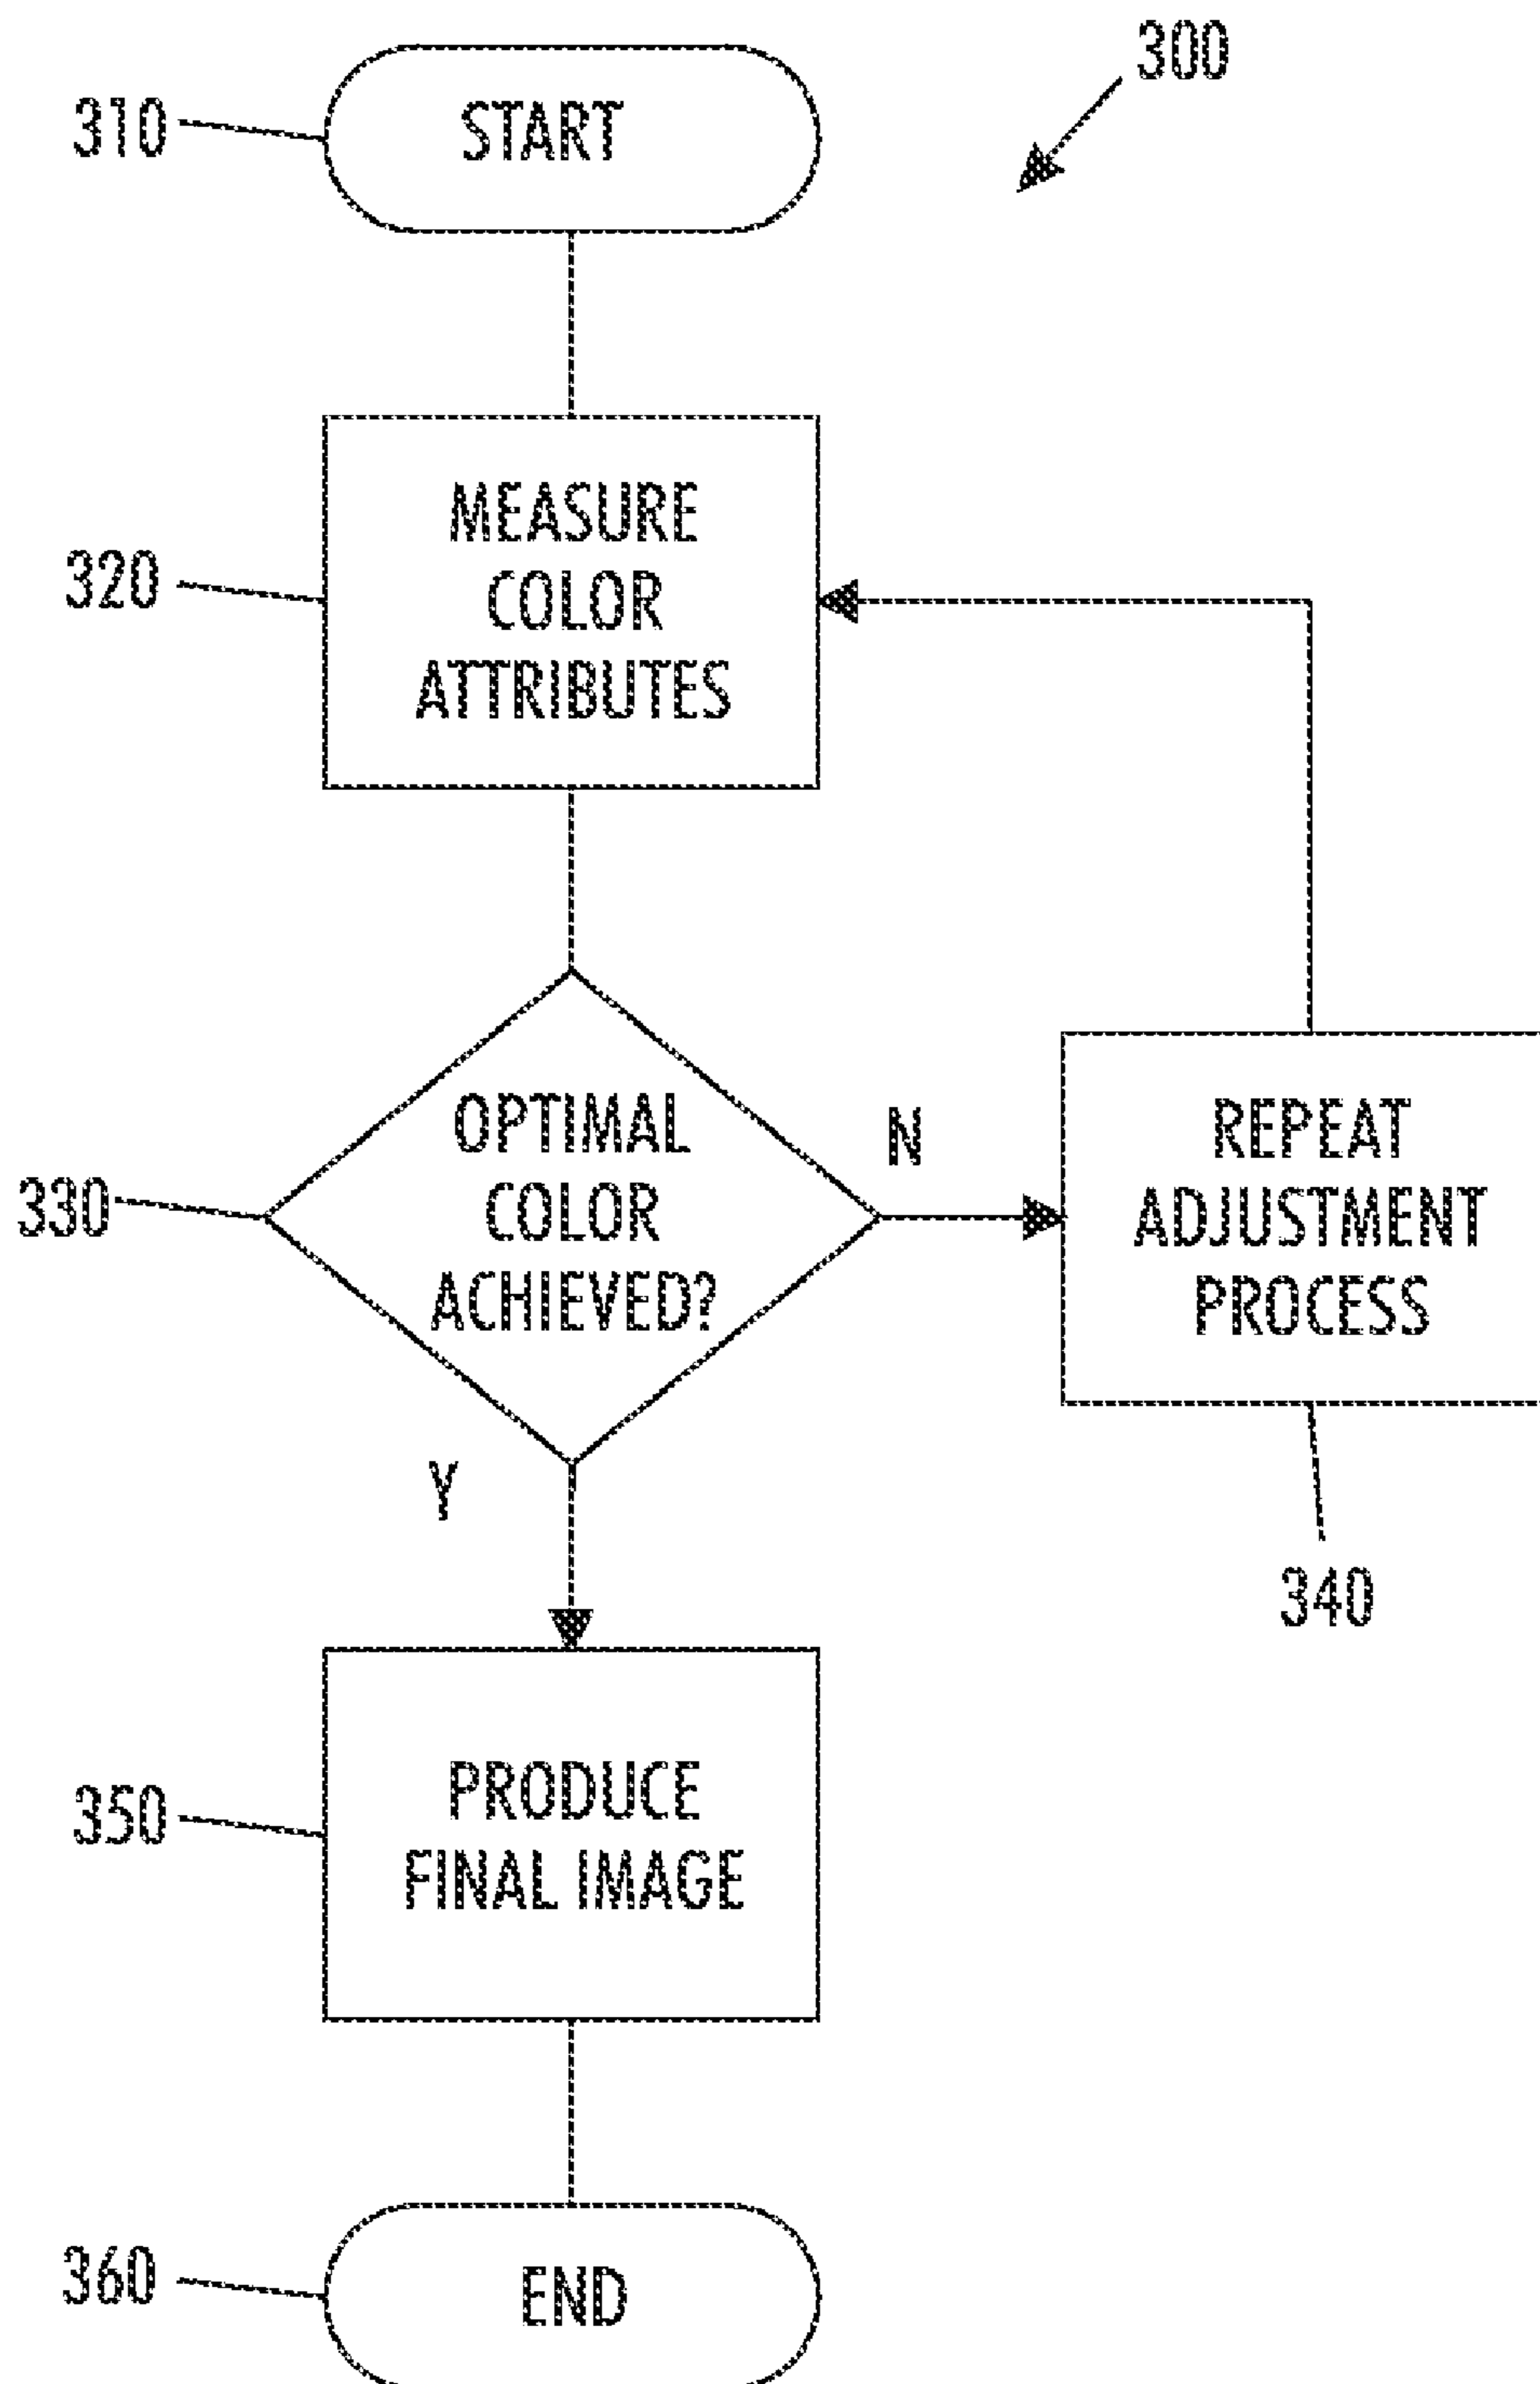 300
310
START
320
MEASURE
COLOR
ATTRIBUTES
330
OPTIMAL
COLOR
ACHIEVED?
N
REPEAT
ADJUSTMENT
PROCESS
340
Y
350
PRODUCE
FINAL IMAGE
360
END